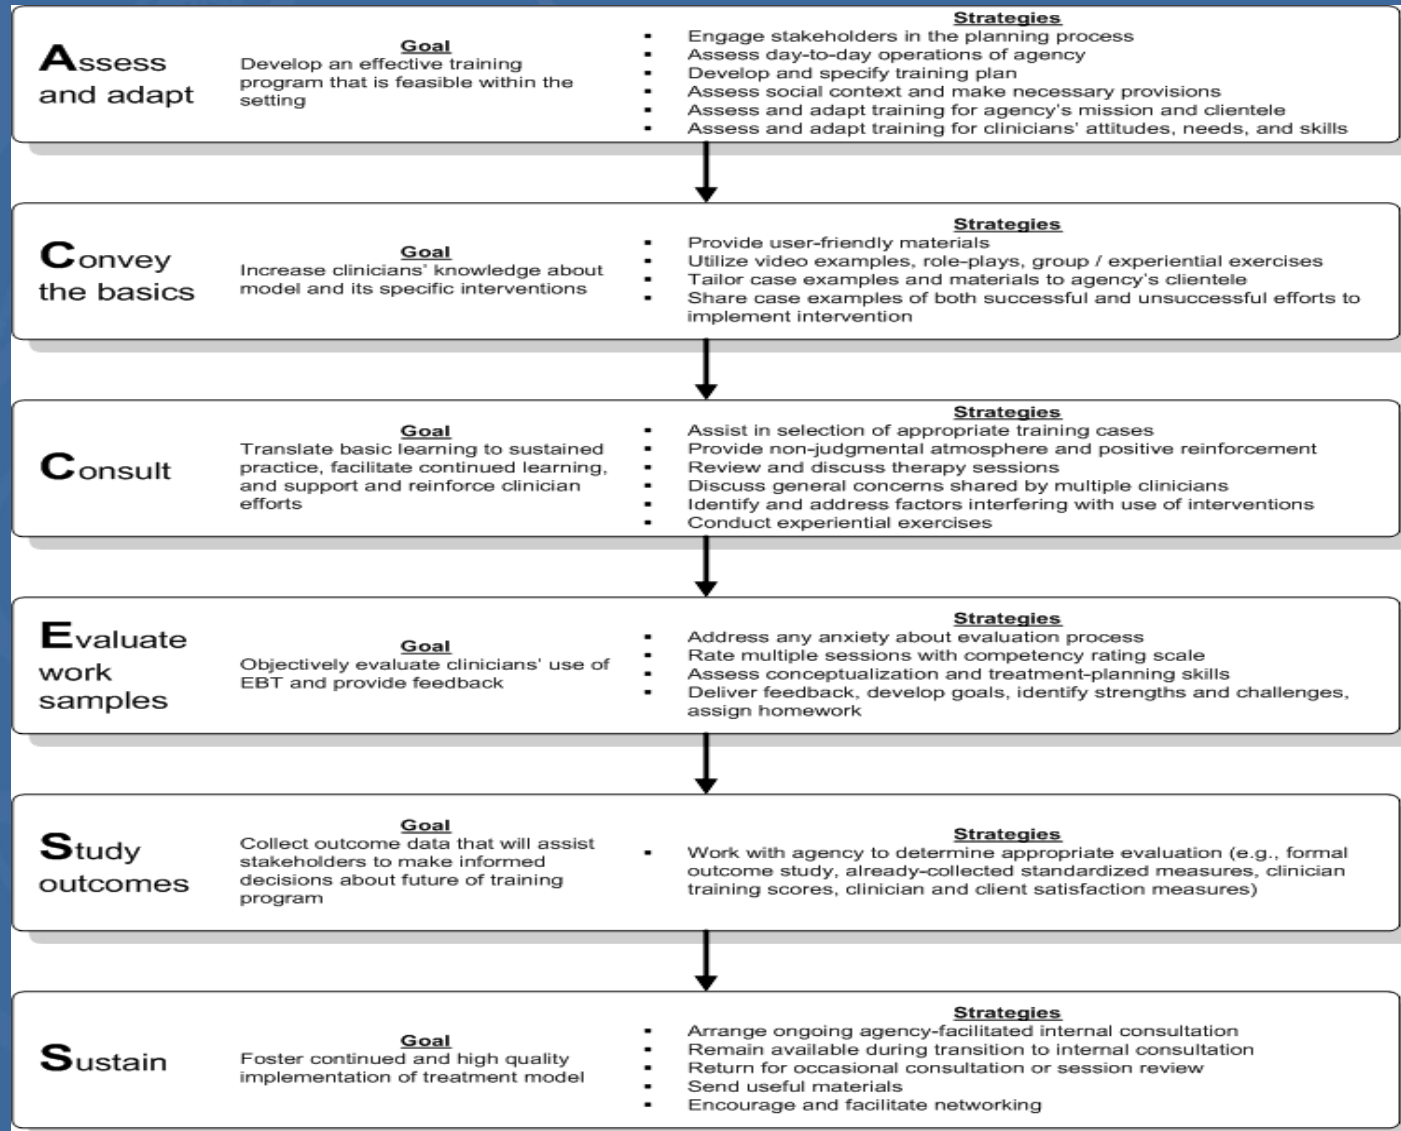 Assess
and adapt
Goal
Develop an effective training
program that is feasible within the
setting
Strategies
▪ Engage stakeholders in the planning process
▪ Assess day-to-day operations of agency
▪ Develop and specify training plan
▪ Assess social context and make necessary provisions
▪ Assess and adapt training for agency's mission and clientele
▪ Assess and adapt training for clinicians' attitudes, needs, and skills
Convey
the basics
Goal
Increase clinicians' knowledge about
model and its specific interventions
Strategies
▪ Provide user-friendly materials
▪ Utilize video examples, role-plays, group / experiential exercises
▪ Tailor case examples and materials to agency's clientele
▪ Share case examples of both successful and unsuccessful efforts to
implement intervention
Consult
Goal
Translate basic learning to sustained
practice, facilitate continued learning,
and support and reinforce clinician
efforts
Strategies
▪ Assist in selection of appropriate training cases
▪ Provide non-judgmental atmosphere and positive reinforcement
▪ Review and discuss therapy sessions
▪ Discuss general concerns shared by multiple clinicians
▪ Identify and address factors interfering with use of interventions
▪ Conduct experiential exercises
Evaluate
work
samples
Goal
Objectively evaluate clinicians' use of
EBT and provide feedback
Strategies
▪ Address any anxiety about evaluation process
▪ Rate multiple sessions with competency rating scale
▪ Assess conceptualization and treatment-planning skills
▪ Deliver feedback, develop goals, identify strengths and challenges,
assign homework
Study
outcomes
Goal
Collect outcome data that will assist
stakeholders to make informed
decisions about future of training
program
Strategies
▪ Work with agency to determine appropriate evaluation (e.g., formal
outcome study, already-collected standardized measures, clinician
training scores, clinician and client satisfaction measures)
Sustain
Goal
Foster continued and high quality
implementation of treatment model
Strategies
▪ Arrange ongoing agency-facilitated internal consultation
▪ Remain available during transition to internal consultation
▪ Return for occasional consultation or session review
▪ Send useful materials
▪ Encourage and facilitate networking